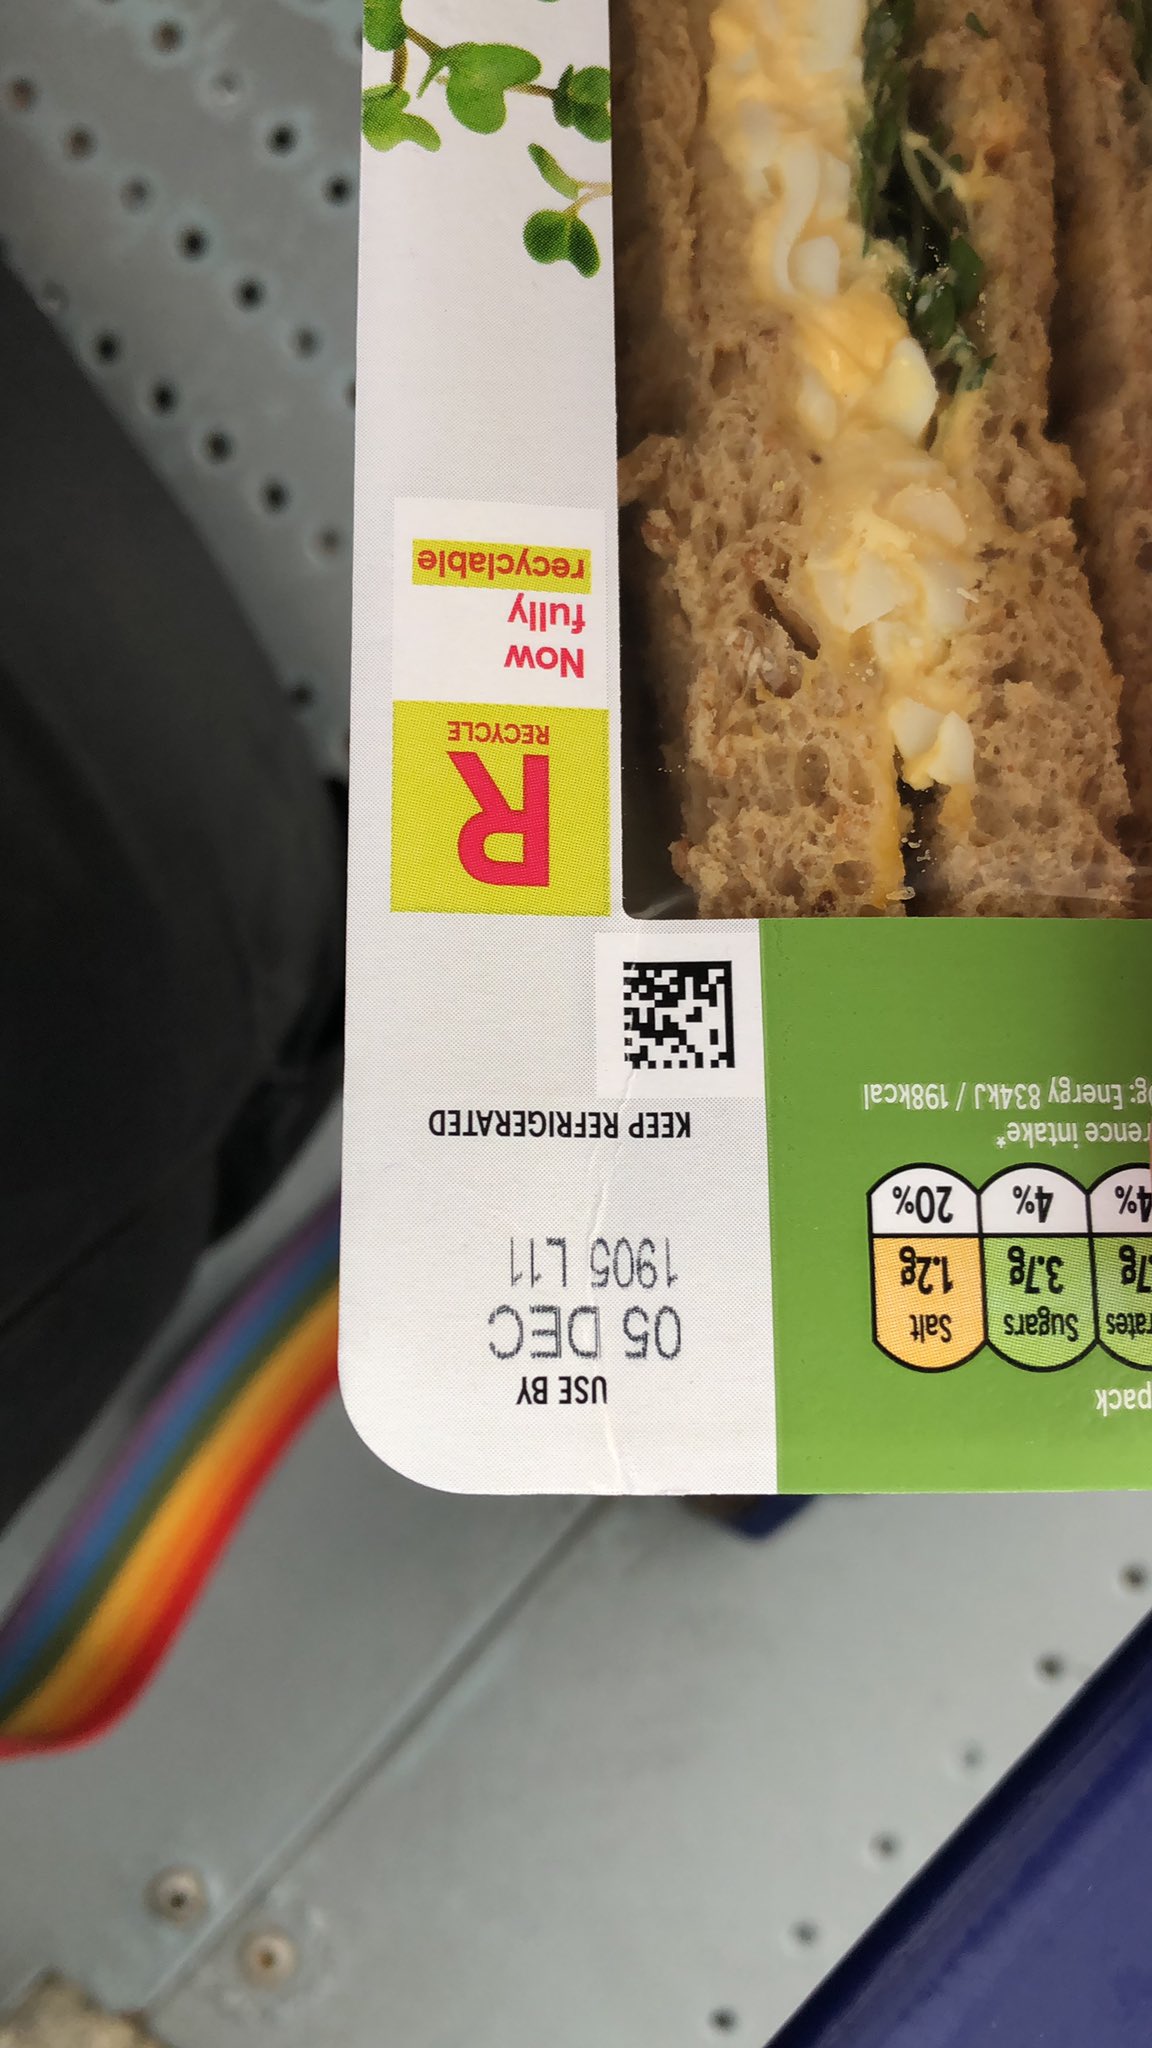 pack
Salt
Sugars
1.2g
3.7g
20%
4%
4%
rence intake*
g: Energy 834kJ / 198kcal
USE BY
05 DEC
1905 L11
KEEP REFRIGERATED
R
RECYCLE
Now
fully
recyclable